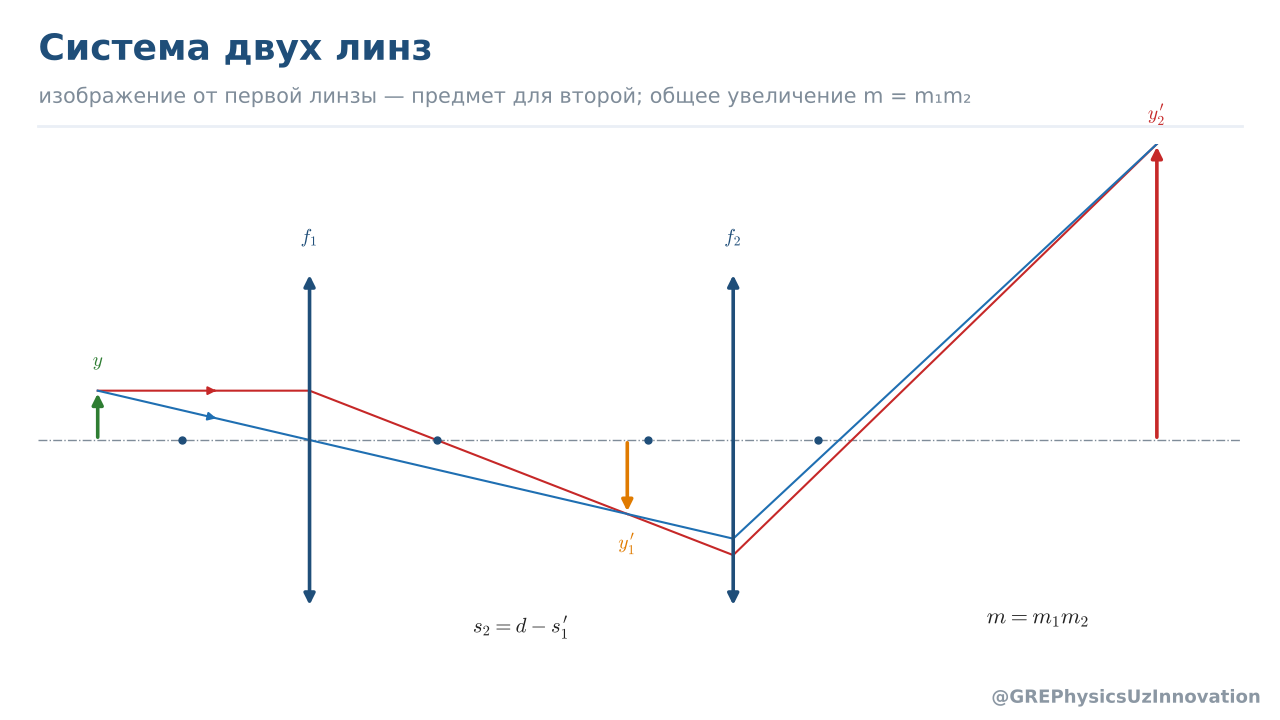 Система двух линз
изображение от первой линзы — предмет для второй; общее увеличение m = m₁m₂
y₂′
f₁
f₂
y
y₁′
s₂ = d − s₁′
m = m₁m₂
@GREPhysicsUzInnovation